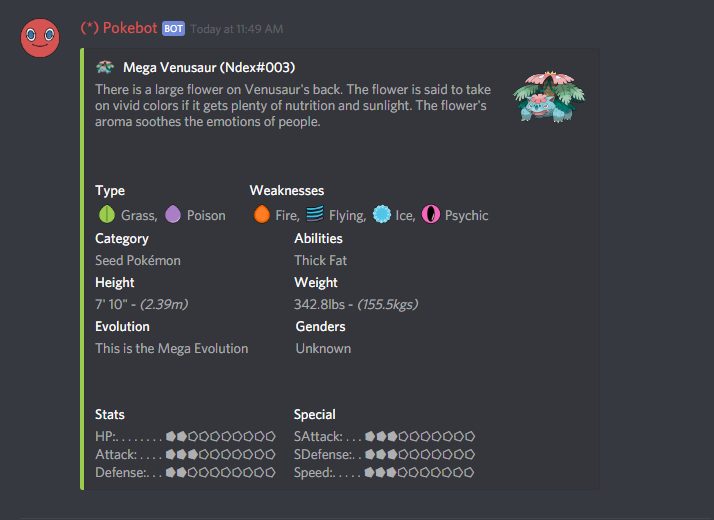 (*) Pokebot BOT Today at 11:49 AM
Mega Venusaur (Ndex#003)
There is a large flower on Venusaur's back. The flower is said to take
on vivid colors if it gets plenty of nutrition and sunlight. The flower's
aroma soothes the emotions of people.
Type Weaknesses
Grass, Poison Fire, Flying, Ice, Psychic
Category Abilities
Seed Pokémon Thick Fat
Height Weight
7' 10" - (2.39m) 342.8lbs - (155.5kgs)
Evolution Genders
This is the Mega Evolution Unknown
Stats Special
HP:. . . . . . . . SAttack: . . .
Attack: . . . . SDefense:. .
Defense:. . . Speed:. . . . .